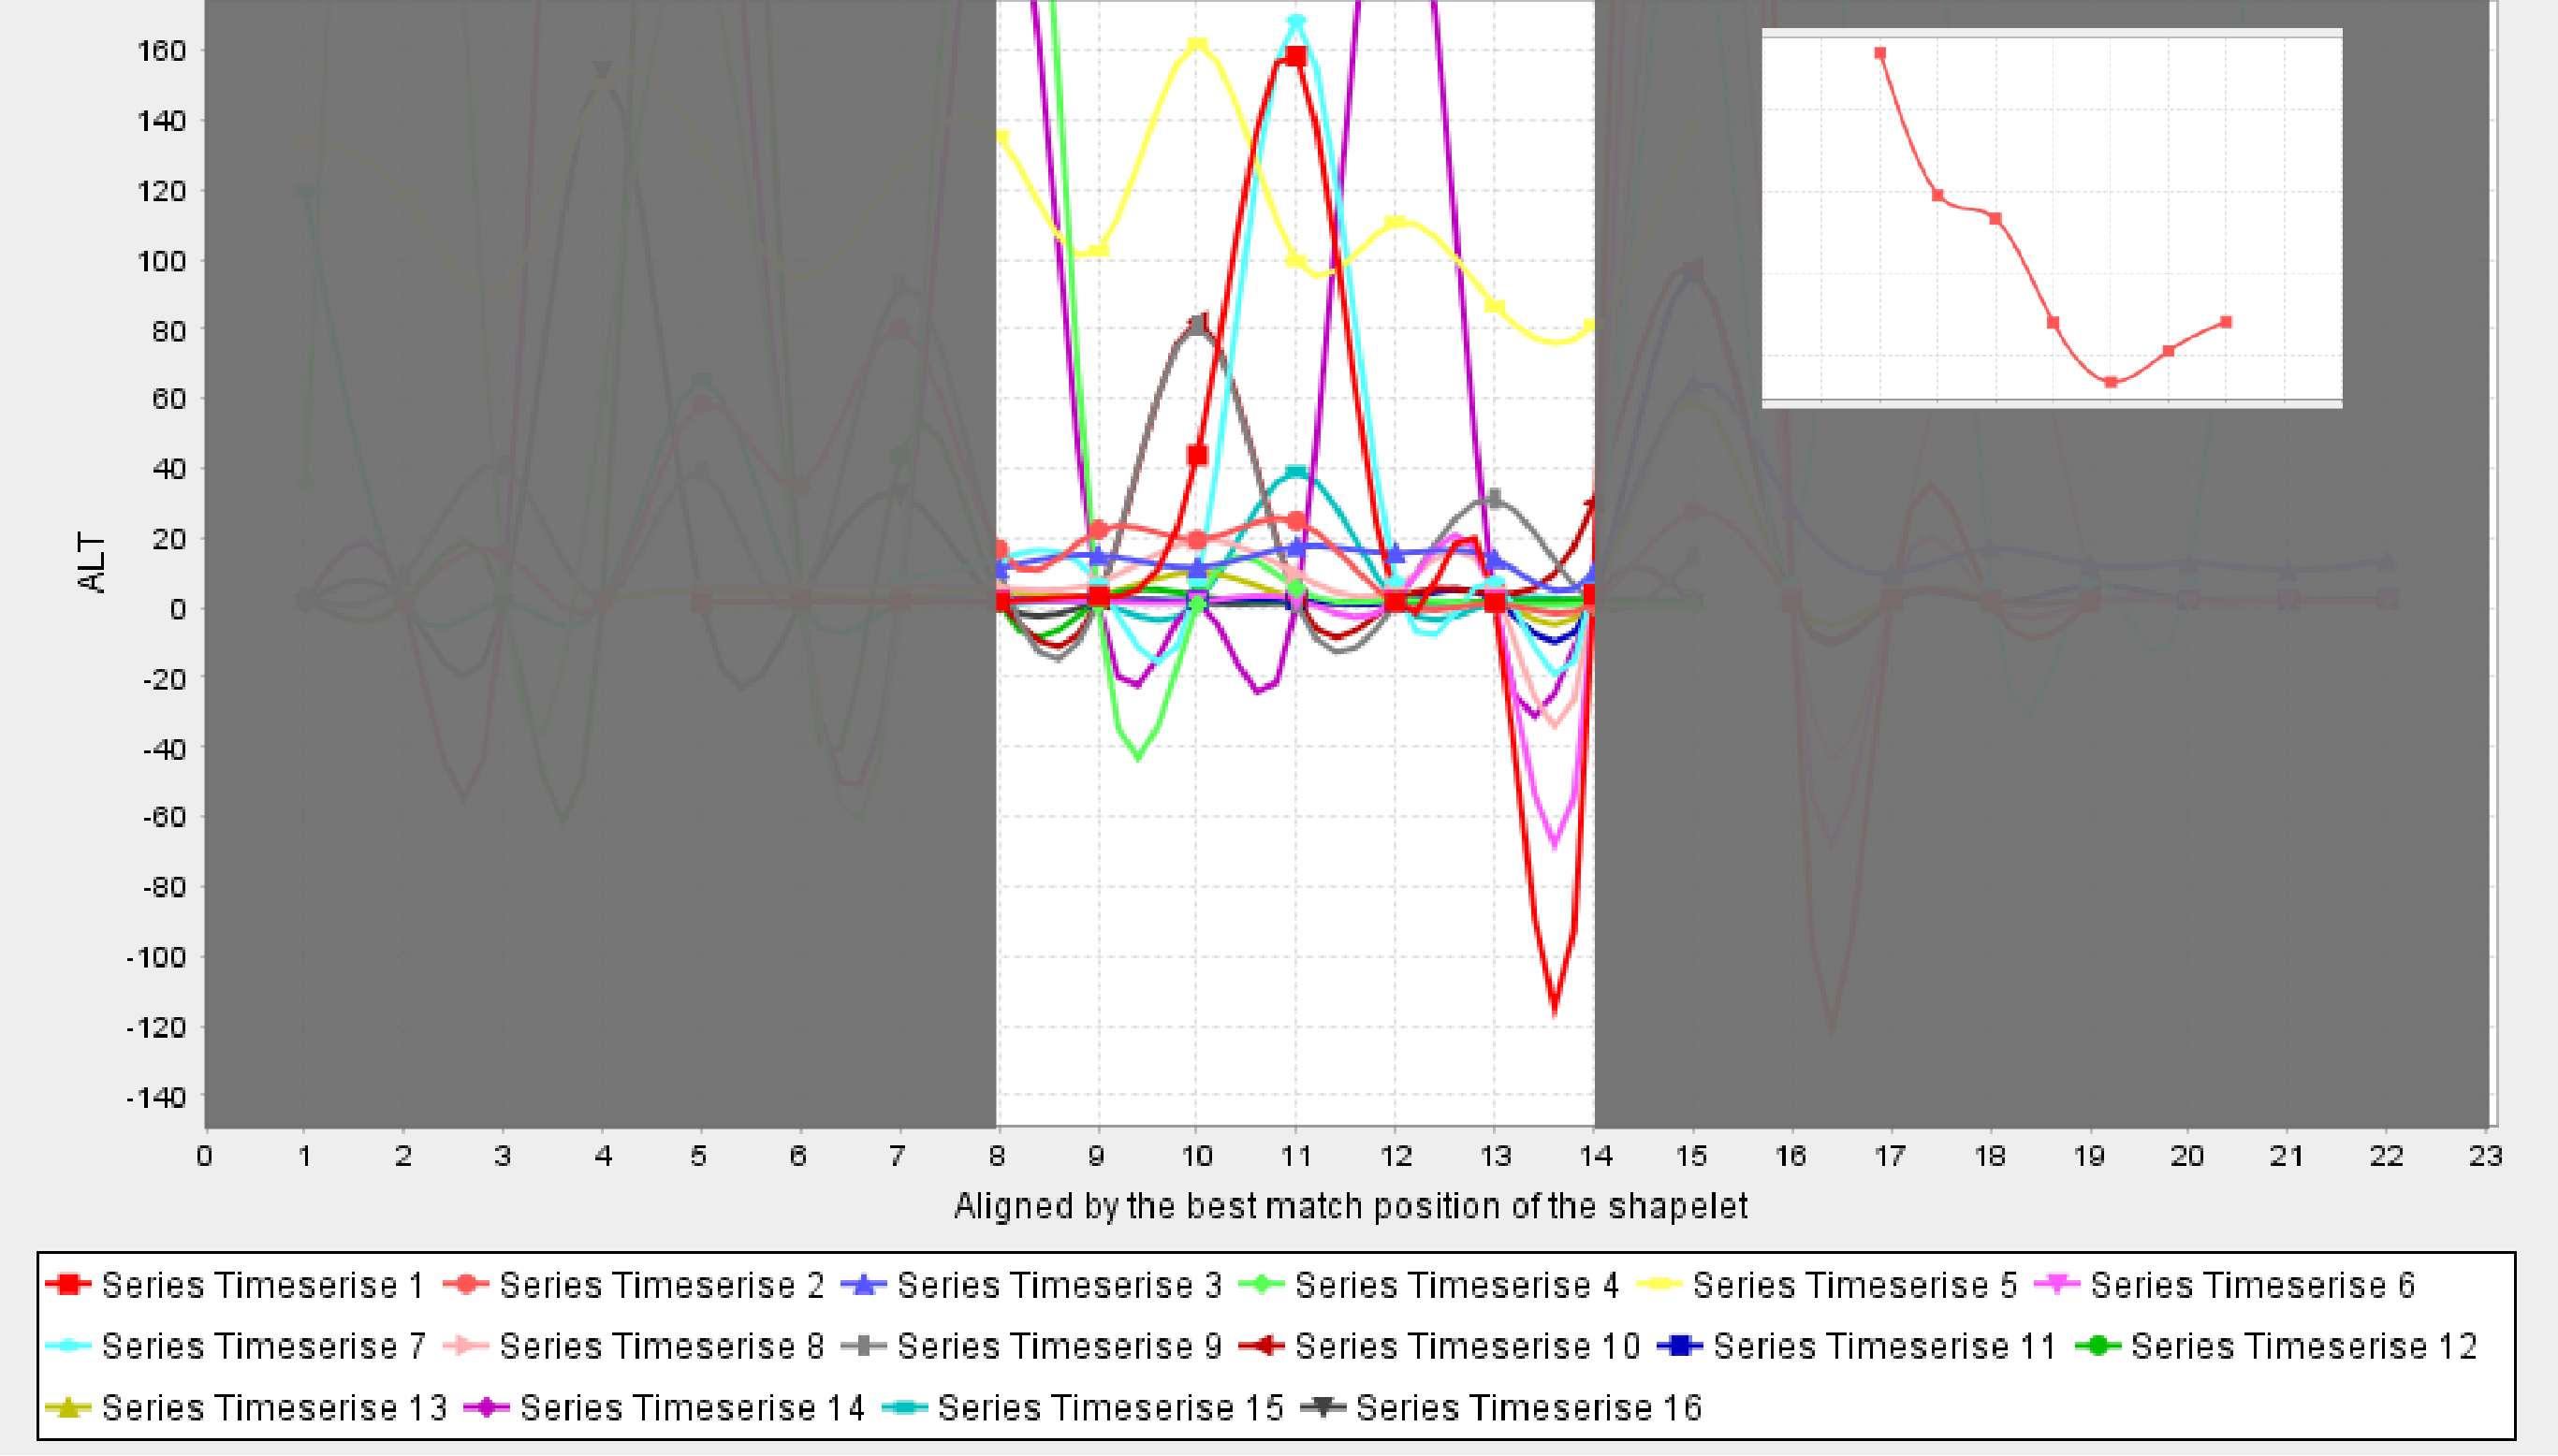 160
140
120
100
80
60
40
20
0
-20
-40
-60
-80
-100
-120
-140
ALT
0 1 2 3 4 5 6 7 8 9 10 11 12 13 14 15 16 17 18 19 20 21 22 23
Aligned by the best match position of the shapelet
Series Timeserise 1 Series Timeserise 2 Series Timeserise 3 Series Timeserise 4 Series Timeserise 5 Series Timeserise 6
Series Timeserise 7 Series Timeserise 8 Series Timeserise 9 Series Timeserise 10 Series Timeserise 11 Series Timeserise 12
Series Timeserise 13 Series Timeserise 14 Series Timeserise 15 Series Timeserise 16